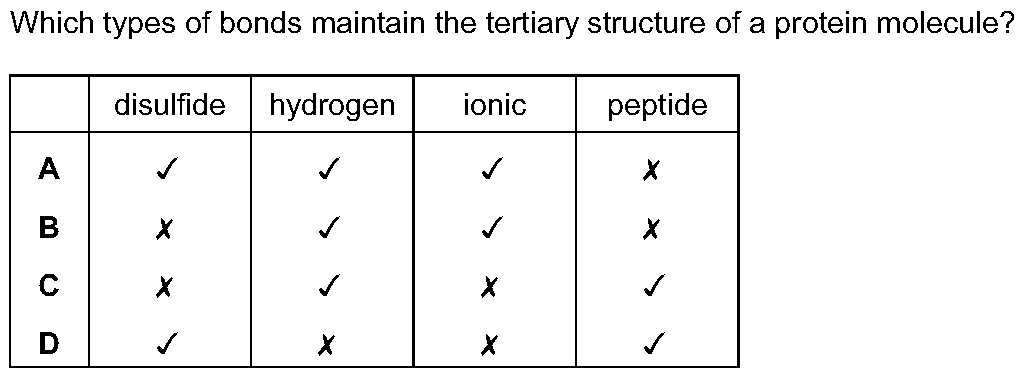 Which types of bonds maintain the tertiary structure of a protein molecule?
disulfide hydrogen ionic peptide
A ✓ ✓ ✓ ✗
B ✗ ✓ ✓ ✗
C ✗ ✓ ✗ ✓
D ✓ ✗ ✗ ✓